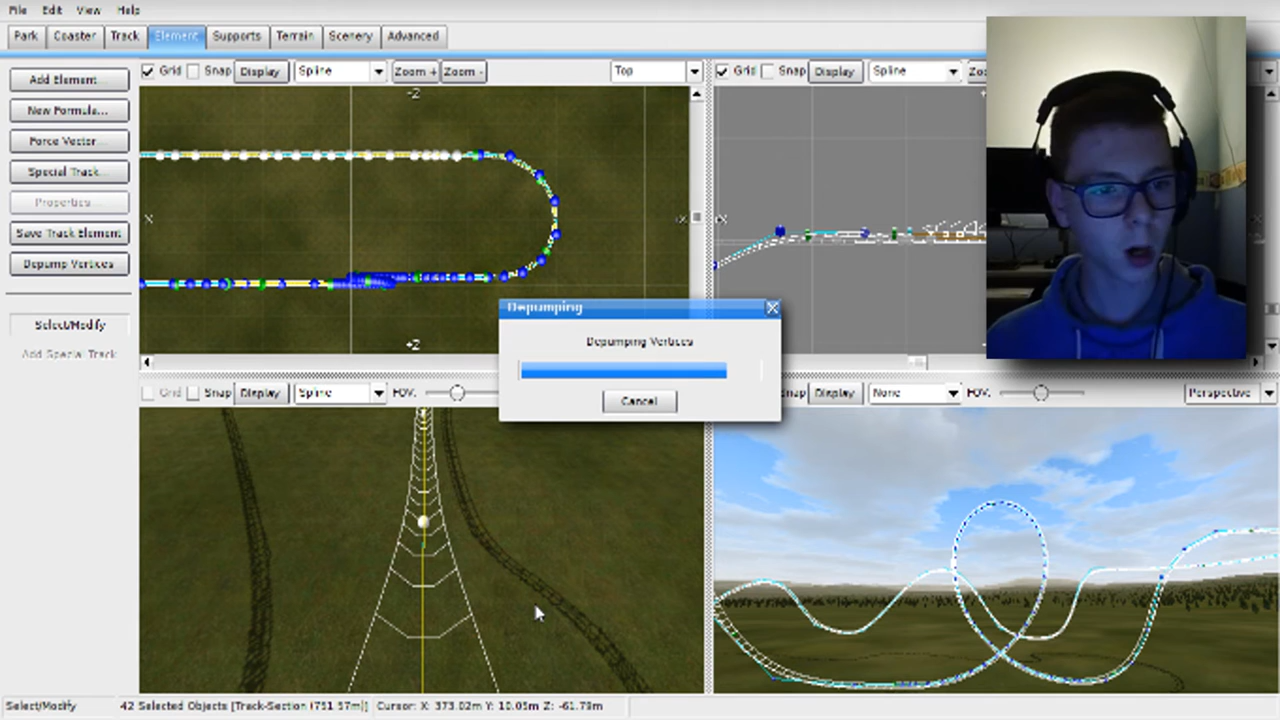 File Edit View Help
Park Coaster Track Element Supports Terrain Scenery Advanced
Grid Snap Display Spline Zoom + Zoom - Top
Grid Snap Display Spline
Add Element...
New Formula...
Force Vector...
Special Track...
Properties...
Save Track Element
Depump Vertices
Select/Modify
Add Special Track
-2
X
+2
Depumping
Depumping Vertices
Cancel
Grid Snap Display Spline FOV.
Display None FOV. Perspective
Select/Modify 42 Selected Objects [Track-Section (751.57m)] Cursor: X: 373.02m Y: 10.05m Z: -61.79m